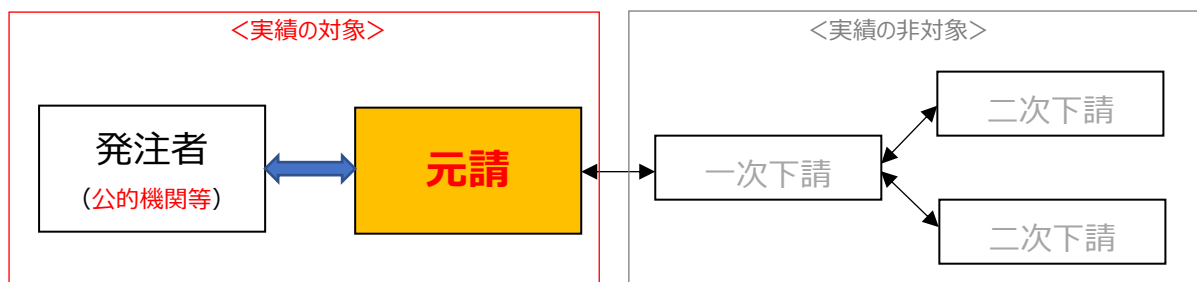 ＜実績の対象＞
発注者
（公的機関等）
元請
＜実績の非対象＞
一次下請
二次下請
二次下請